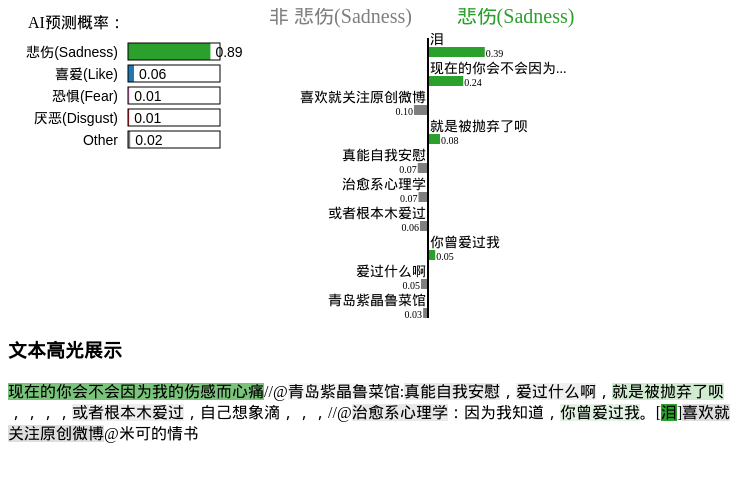 AI预测概率：
悲伤(Sadness) 0.89
喜爱(Like) 0.06
恐惧(Fear) 0.01
厌恶(Disgust) 0.01
Other 0.02
非 悲伤(Sadness) 悲伤(Sadness)
泪
0.39
现在的你会不会因为...
0.24
喜欢就关注原创微博
0.10
就是被抛弃了呗
0.08
真能自我安慰
0.07
治愈系心理学
0.07
或者根本木爱过
0.06
你曾爱过我
0.05
爱过什么啊
0.05
青岛紫晶鲁菜馆
0.03
文本高光展示
现在的你会不会因为我的伤感而心痛//@青岛紫晶鲁菜馆:真能自我安慰，爱过什么啊，就是被抛弃了呗
，，，，或者根本木爱过，自己想象滴，，，//@治愈系心理学：因为我知道，你曾爱过我。[泪]喜欢就
关注原创微博@米可的情书